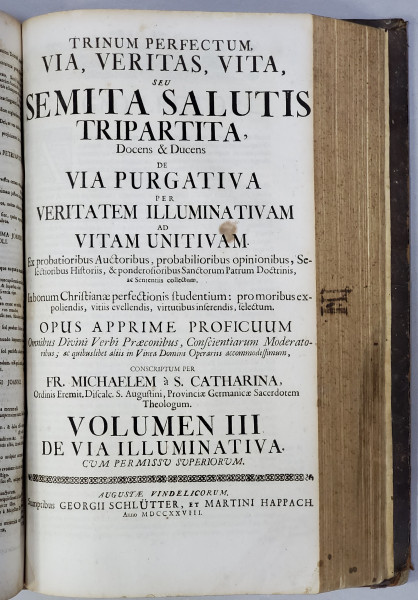 TRINUM PERFECTUM,
VIA, VERITAS, VITA,
SEU
SEMITA SALUTIS
TRIPARTITA,
Docens & Ducens
DE
VIA PURGATIVA
PER
VERITATEM ILLUMINATIVAM
AD
VITAM UNITIVAM.
Ex probatioribus Auctoribus, probabilioribus opinionibus, Se-
lectioribus Historiis, & ponderosioribus Sanctorum Patrum Doctrinis,
ac Sententiis collectum,
In bonum Christianæ perfectionis studentium: pro moribus ex-
poliendis, vitiis evellendis, virtutibus inserendis, selectum.
OPUS APPRIME PROFICUUM
Omnibus Divini Verbi Præconibus, Conscientiarum Moderato-
ribus; ac quibuslibet aliis in Vinea Domini Operariis accommodissimum,
CONSCRIPTUM PER
FR. MICHAELEM à S. CATHARINA,
Ordinis Eremit. Discalc. S. Augustini, Provinciæ Germanicæ Sacerdotem
Theologum.
VOLUMEN III.
DE VIA ILLUMINATIVA.
CUM PERMISSU SUPERIORUM.
AUGUSTÆ VINDELICORUM,
Sumptibus GEORGII SCHLÜTTER, ET MARTINI HAPPACH.
Anno MDCCXXVIII.